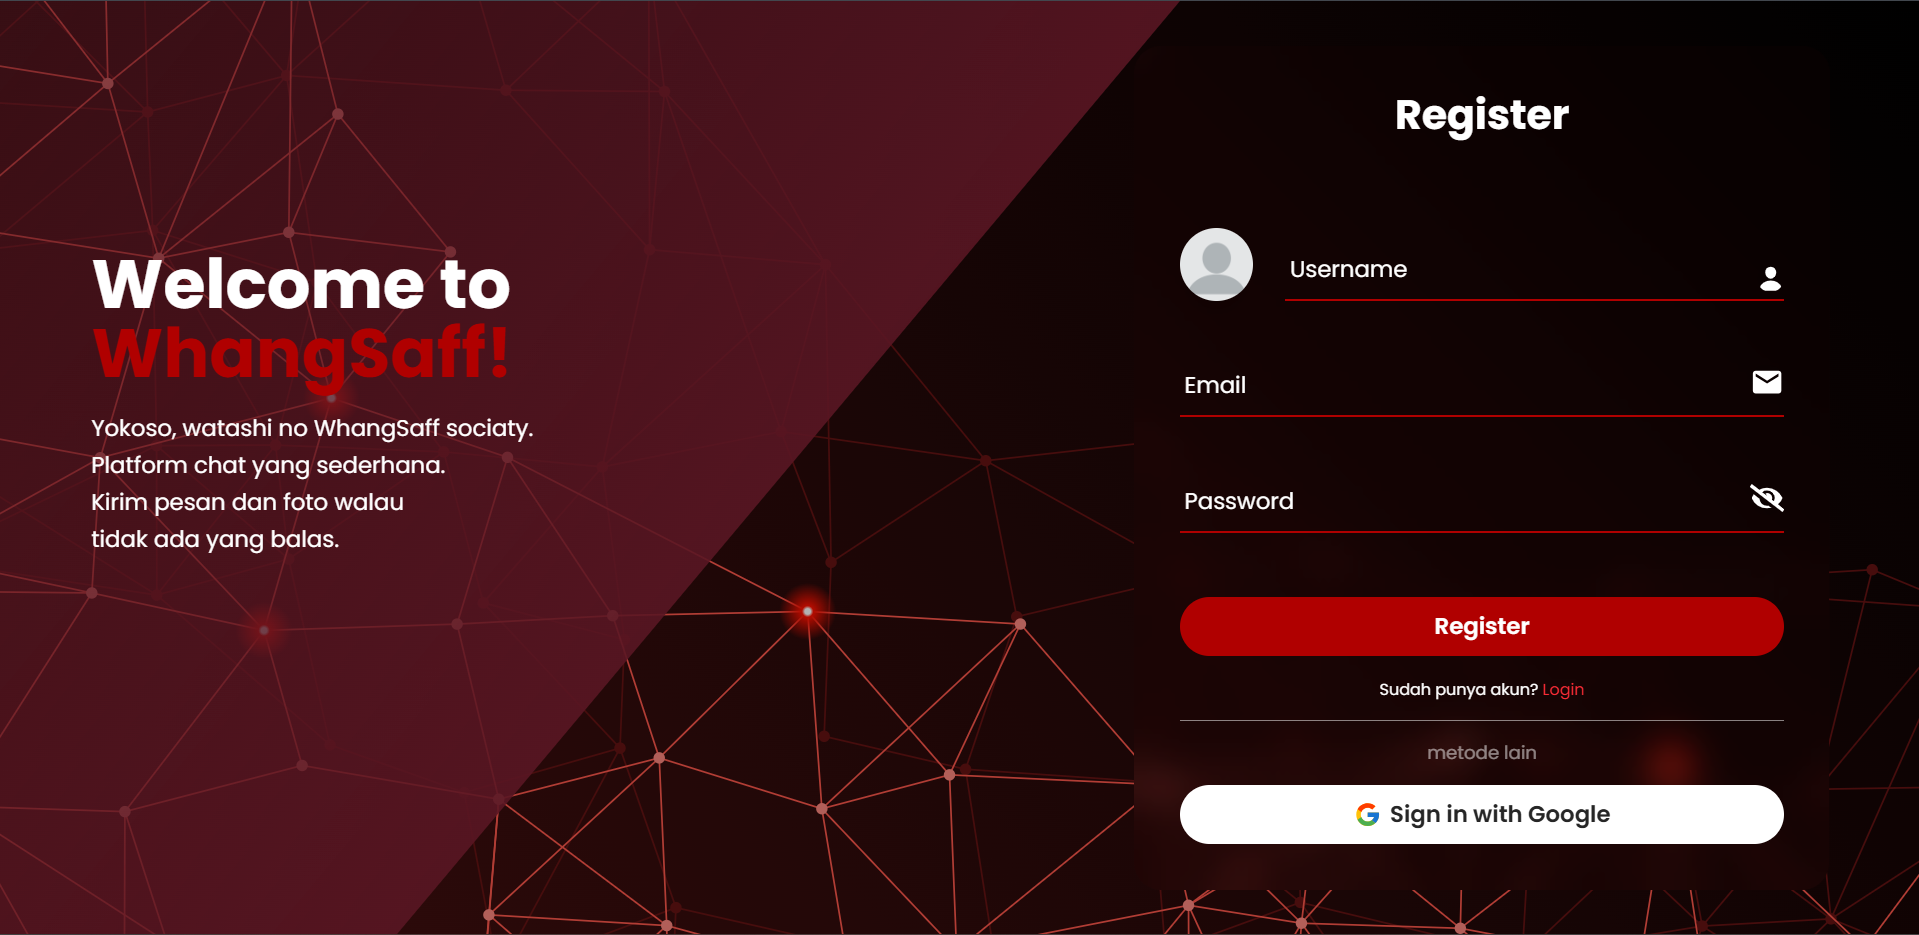 Welcome to
WhangSaff!
Yokoso, watashi no WhangSaff sociaty.
Platform chat yang sederhana.
Kirim pesan dan foto walau
tidak ada yang balas.
Register
Username
Email
Password
Register
Sudah punya akun? Login
metode lain
Sign in with Google